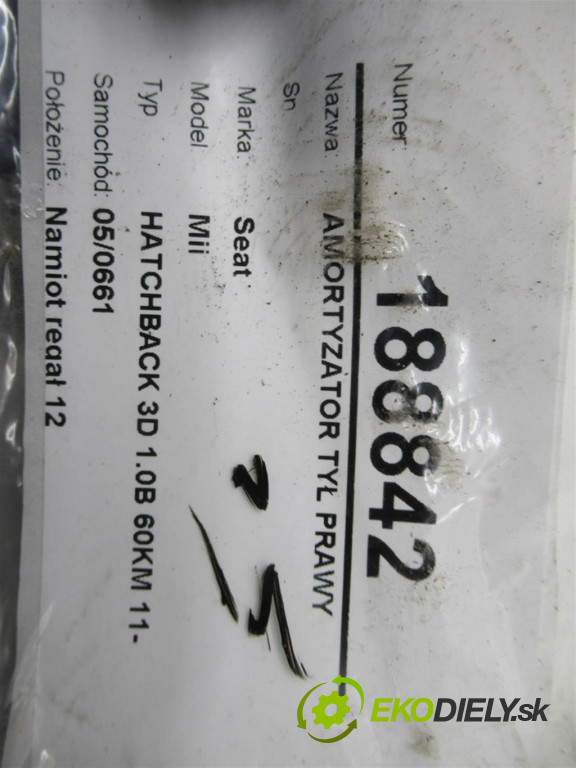 Numer: 188842
Nazwa: AMORTYZATOR TYŁ PRAWY
Sn
Marka: Seat
Model Mii
Typ HATCHBACK 3D 1.0B 60KM 11-
Samochód: 05/0661
Położenie: Namiot regał 12
EKODIELY.sk